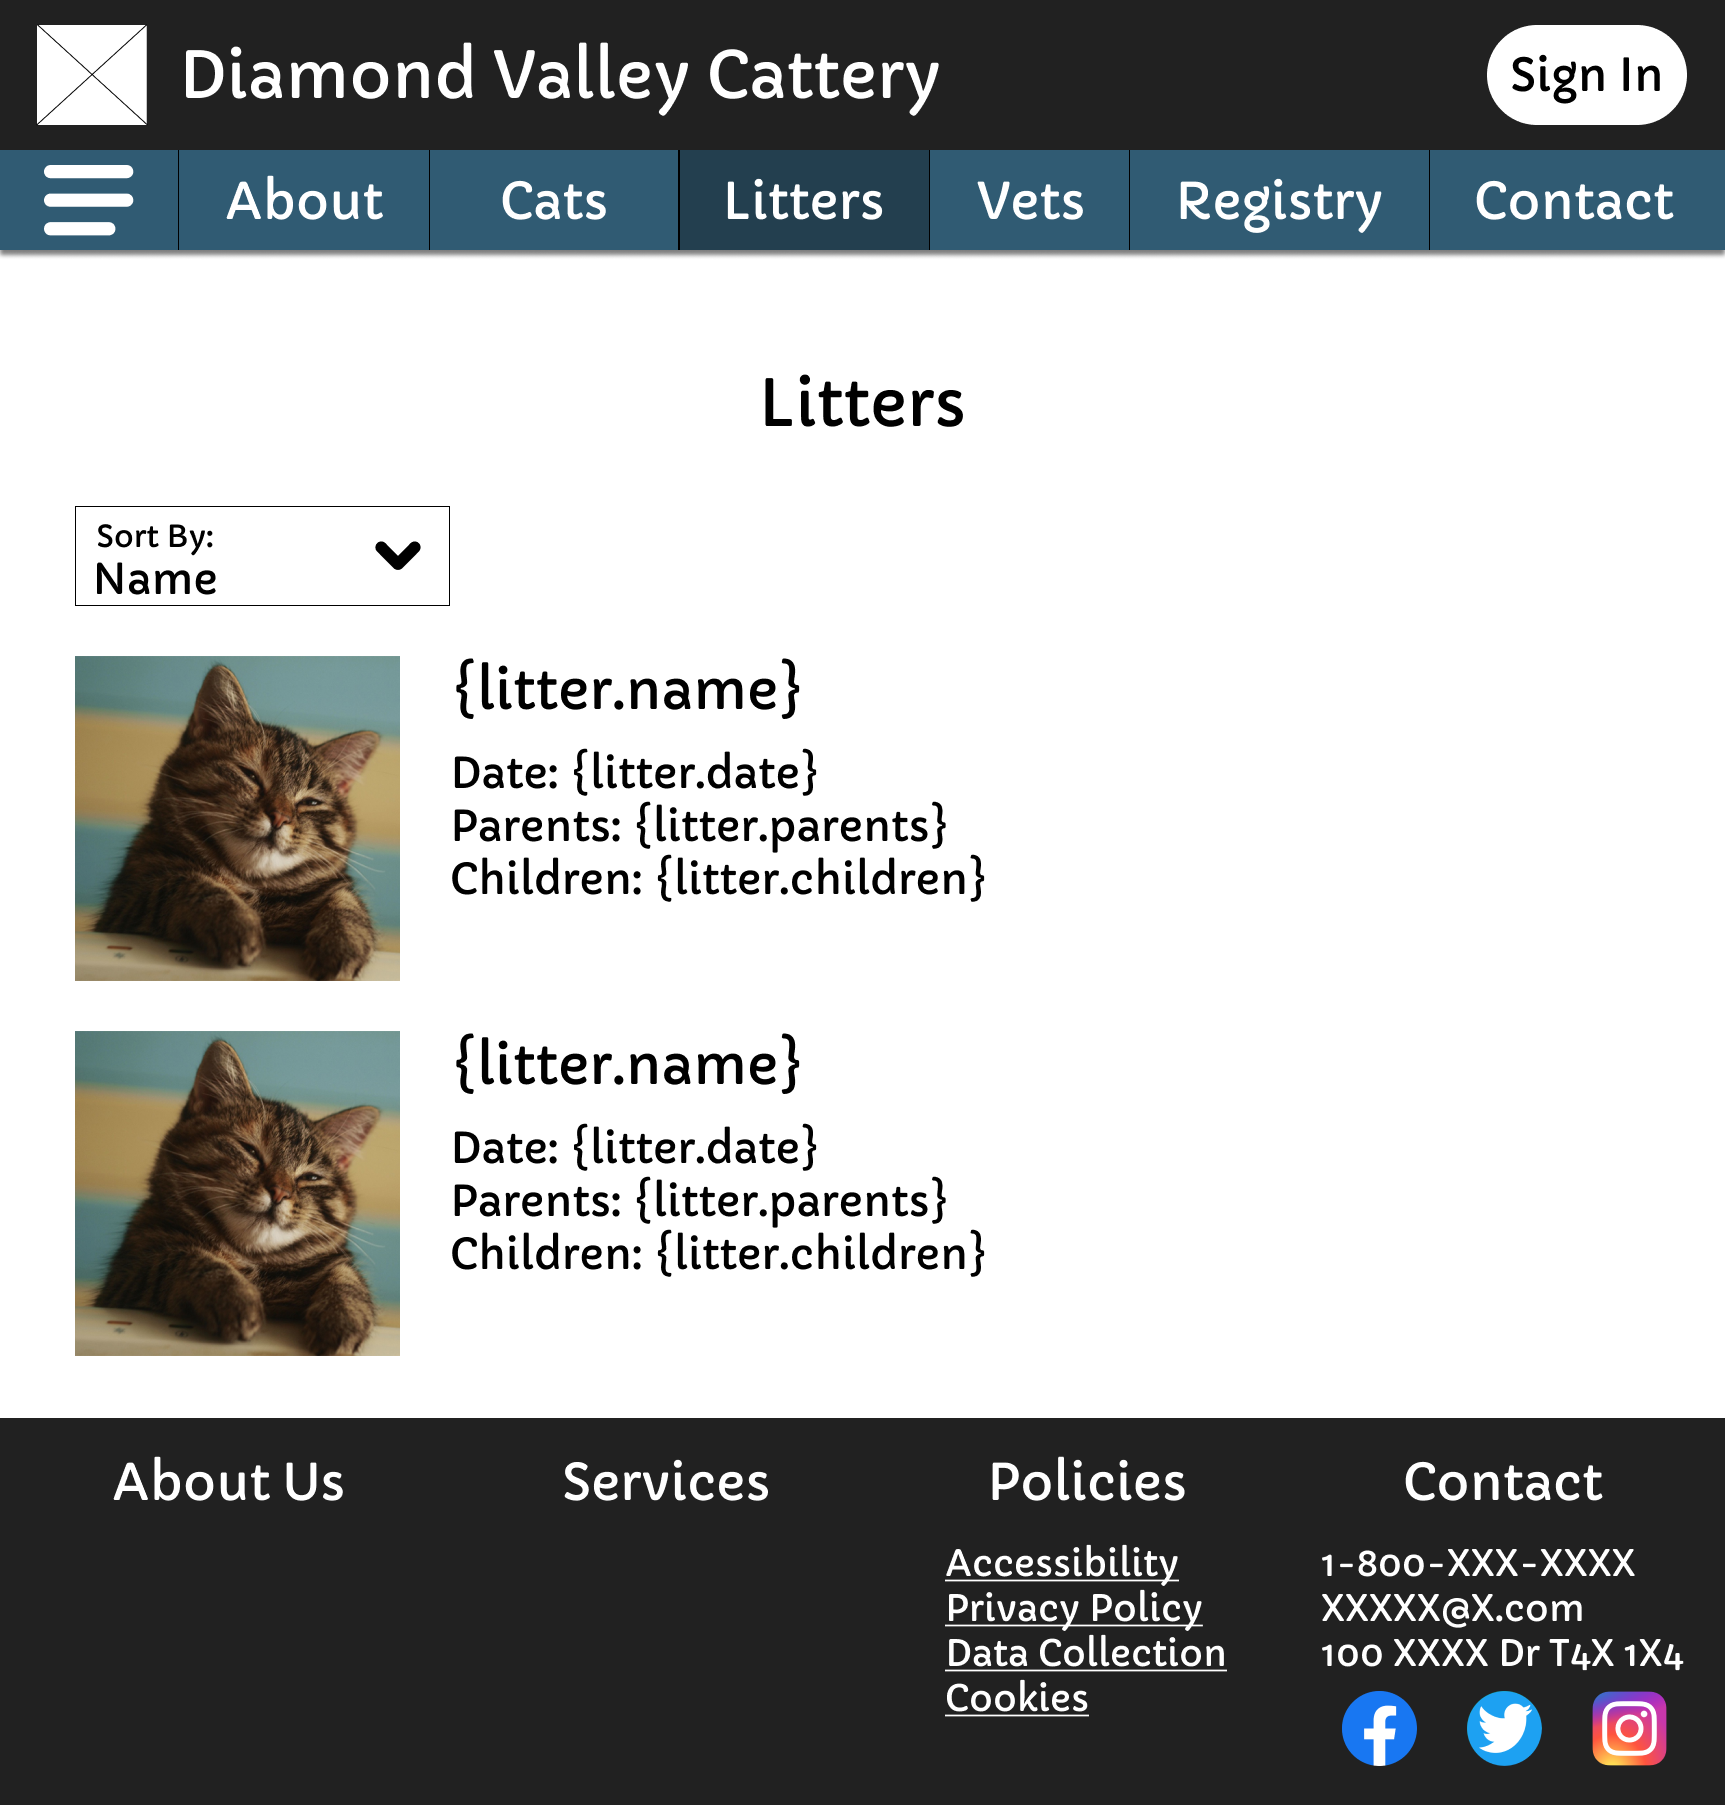 Diamond Valley Cattery
Sign In
About
Cats
Litters
Vets
Registry
Contact
Litters
Sort By:
Name
{litter.name}
Date: {litter.date}
Parents: {litter.parents}
Children: {litter.children}
{litter.name}
Date: {litter.date}
Parents: {litter.parents}
Children: {litter.children}
About Us
Services
Policies
Accessibility
Privacy Policy
Data Collection
Cookies
Contact
1-800-XXX-XXXX
XXXXX@X.com
100 XXXX Dr T4X 1X4